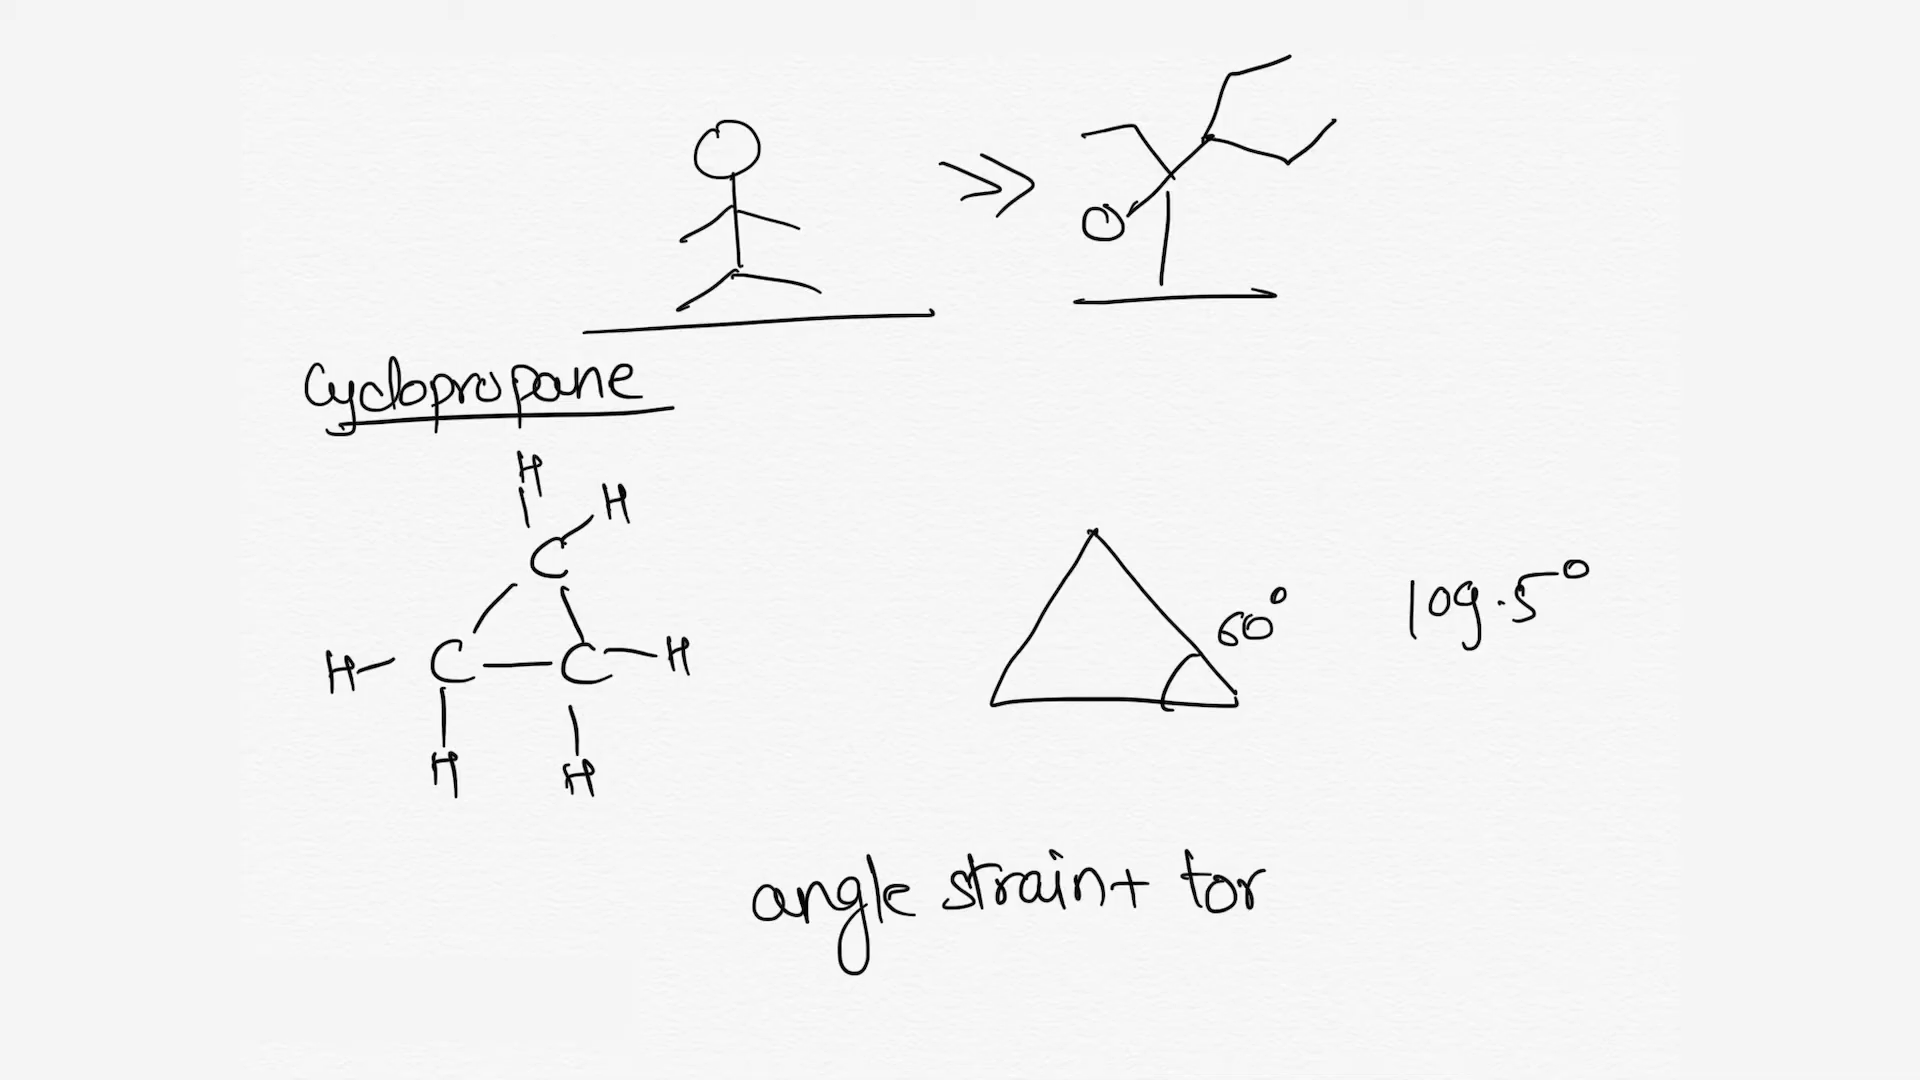 >>
Cyclopropane
H
H
C
H C C H
H H
60° 109.5°
angle strain + tor